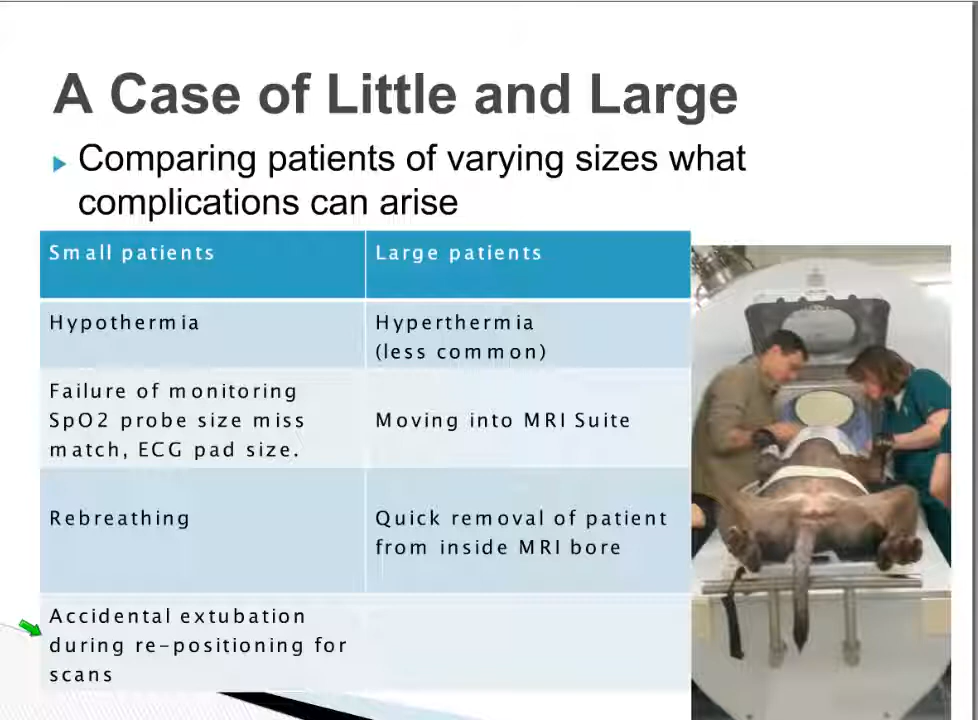 A Case of Little and Large
Comparing patients of varying sizes what
complications can arise
Small patients
Large patients
Hypothermia
Hyperthermia
(less common)
Failure of monitoring
SpO2 probe size miss
match, ECG pad size.
Moving into MRI Suite
Rebreathing
Quick removal of patient
from inside MRI bore
Accidental extubation
during re-positioning for
scans